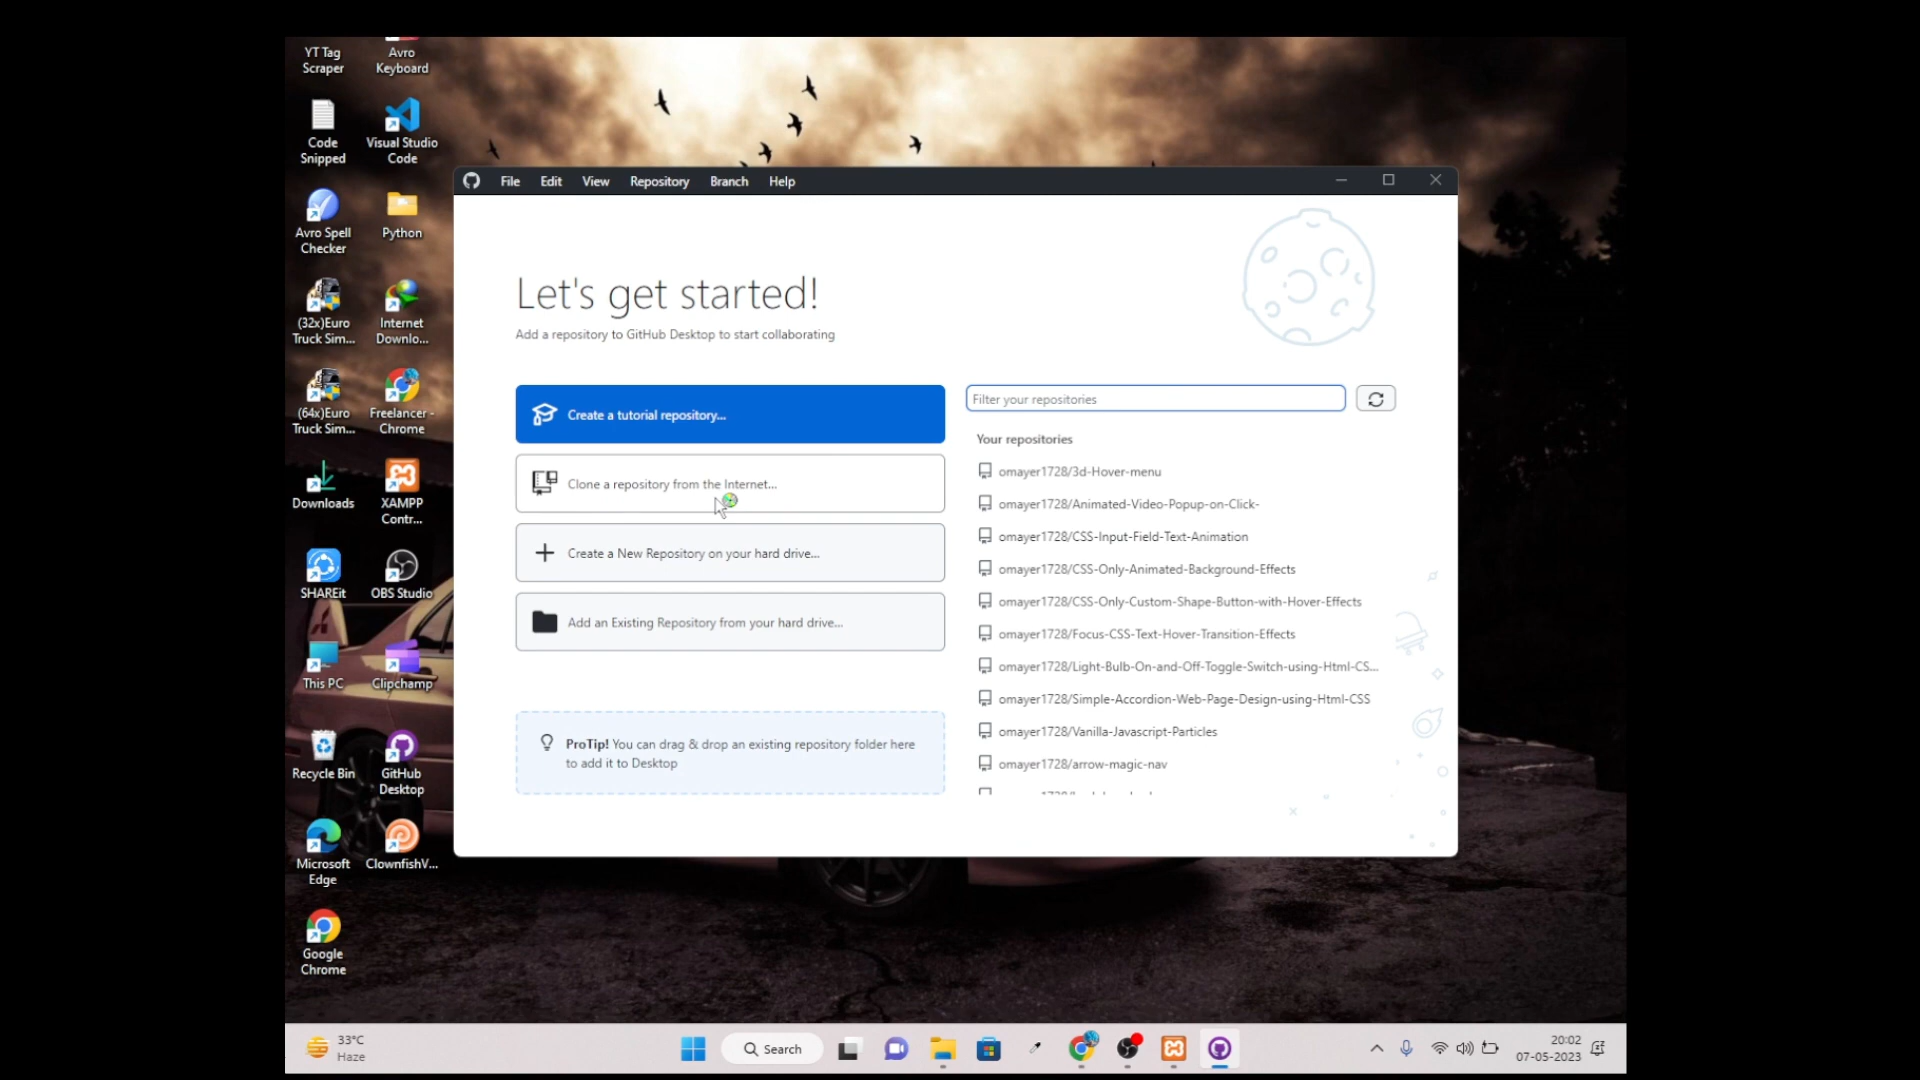 YT Tag
Scraper
Avro
Keyboard
Code
Snipped
Visual Studio
Code
Avro Spell
Checker
Python
(32x)Euro
Truck Sim...
Internet
Downlo...
(64x)Euro
Truck Sim...
Freelancer -
Chrome
Downloads
XAMPP
Contr...
SHAREit
OBS Studio
This PC
Clipchamp
Recycle Bin
GitHub
Desktop
Microsoft
Edge
ClownfishV...
Google
Chrome
File Edit View Repository Branch Help
Let's get started!
Add a repository to GitHub Desktop to start collaborating
Create a tutorial repository...
Clone a repository from the Internet...
Create a New Repository on your hard drive...
Add an Existing Repository from your hard drive...
ProTip! You can drag & drop an existing repository folder here
to add it to Desktop
Filter your repositories
Your repositories
omayer1728/3d-Hover-menu
omayer1728/Animated-Video-Popup-on-Click-
omayer1728/CSS-Input-Field-Text-Animation
omayer1728/CSS-Only-Animated-Background-Effects
omayer1728/CSS-Only-Custom-Shape-Button-with-Hover-Effects
omayer1728/Focus-CSS-Text-Hover-Transition-Effects
omayer1728/Light-Bulb-On-and-Off-Toggle-Switch-using-Html-CS...
omayer1728/Simple-Accordion-Web-Page-Design-using-Html-CSS
omayer1728/Vanilla-Javascript-Particles
omayer1728/arrow-magic-nav
33°C
Haze
Search
20:02
07-05-2023